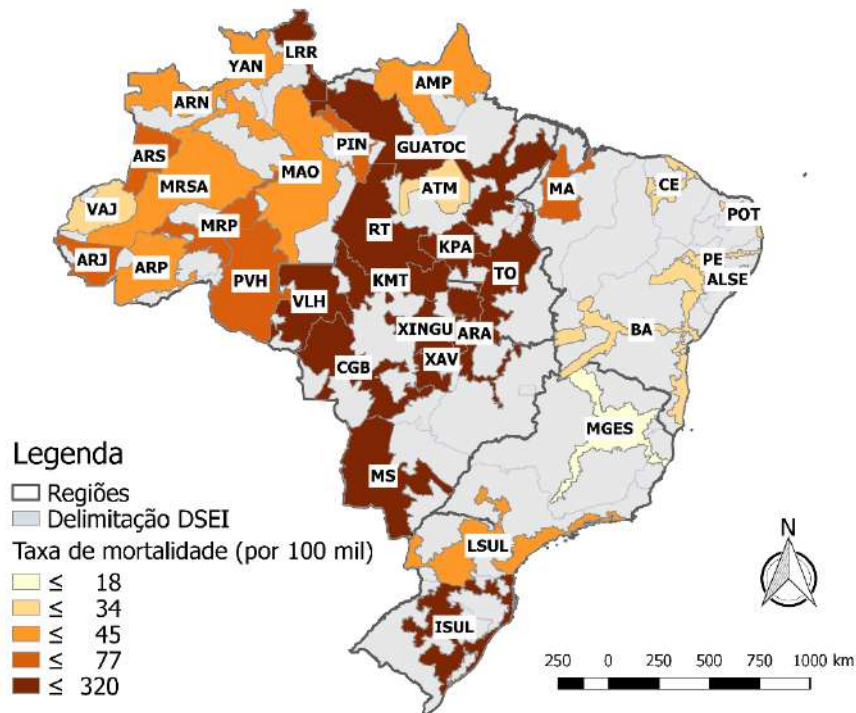 LRR
YAN
AMP
ARN
PIN
GUATOC
ARS
MAO
MA
CE
MRSA
ATM
VAJ
POT
MRP
RT
KPA
PE
ARJ
ARP
TO
ALSE
PVH
KMT
VLH
XINGU
ARA
BA
XAV
CGB
MGES
MS
LSUL
ISUL
Legenda
Regiões
Delimitação DSEI
Taxa de mortalidade (por 100 mil)
≤ 18
≤ 34
≤ 45
≤ 77
≤ 320
N
250 0 250 500 750 1000 km